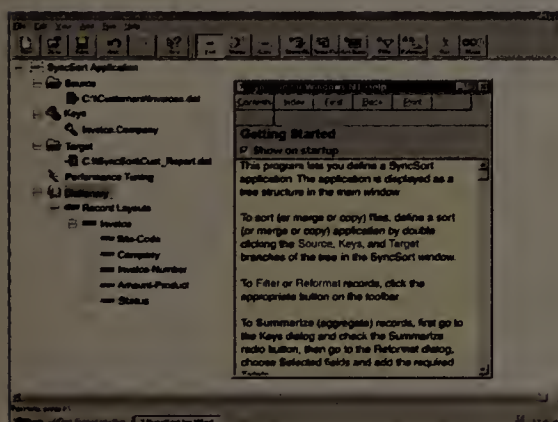 SyncSort Application
Source
C:\Customers\Invoices.dat
Keys
Invoice.Company
Target
C:\SyncSort\Cust_Report.dat
Performance Tuning
Dictionary
Record Layouts
Invoice
Site-Code
Company
Invoice-Number
Amount-Product
Status
Windows NT Help
Contents Index Find Back Print
Getting Started
Show on startup
This program lets you define a SyncSort
application. The application is displayed as a
tree structure in the main window
To sort (or merge or copy) files, define a sort
(or merge or copy) application by double
clicking the Source, Keys, and Target
branches of the tree in the SyncSort window.
To Filter or Reformat records, click the
appropriate button on the toolbar
To Summarize (aggregate) records, first go to
the Keys dialog and check the Summarize
radio button, then go to the Reformat dialog,
choose Selected fields and add the required